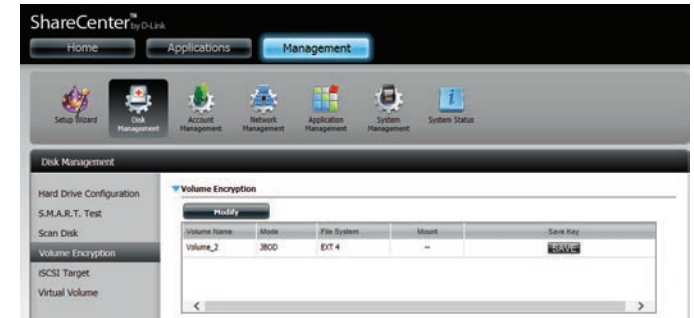 ShareCenter™ by D-Link
Home Applications Management
Setup Wizard Disk Management Account Management Network Management Application Management System Management System Status
Disk Management
Hard Drive Configuration
S.M.A.R.T. Test
Scan Disk
Volume Encryption
iSCSI Target
Virtual Volume
Volume Encryption
Modify
Volume Name Mode File System Mount Save Key
Volume_2 JBOD EXT 4 -- SAVE